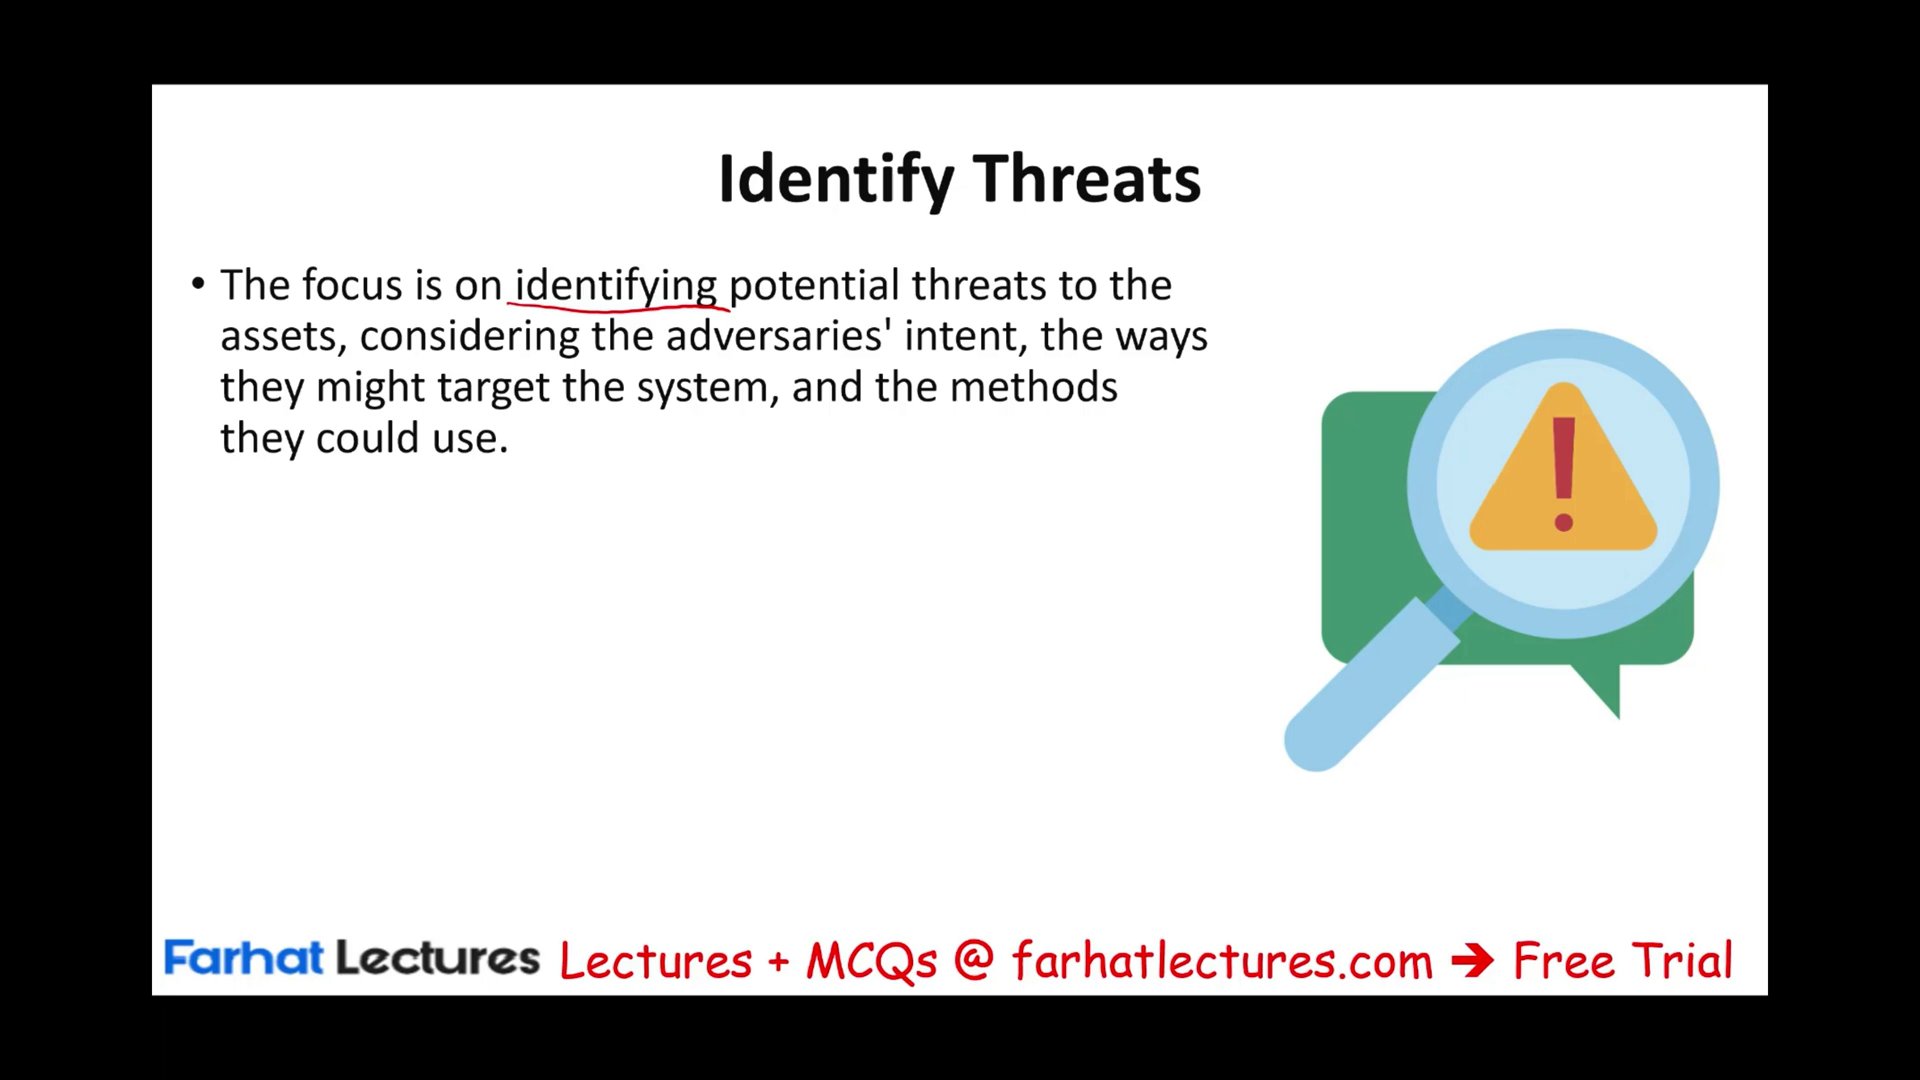 Identify Threats
• The focus is on identifying potential threats to the
assets, considering the adversaries' intent, the ways
they might target the system, and the methods
they could use.
Farhat Lectures Lectures + MCQs @ farhatlectures.com → Free Trial